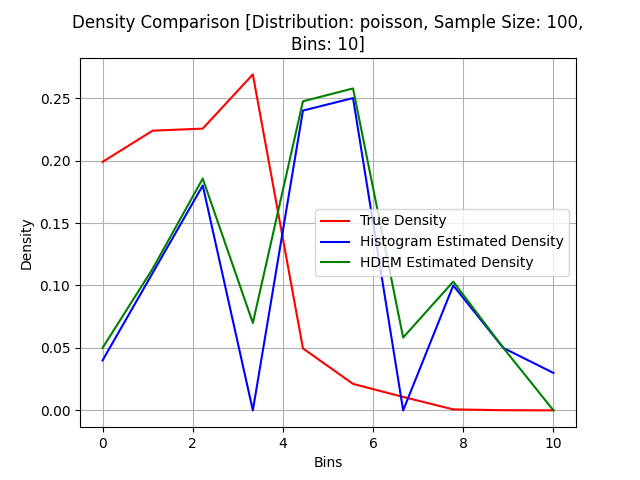 Density Comparison [Distribution: poisson, Sample Size: 100,
Bins: 10]
Density
0.25
0.20
0.15
0.10
0.05
0.00
True Density
Histogram Estimated Density
HDEM Estimated Density
0 2 4 6 8 10
Bins